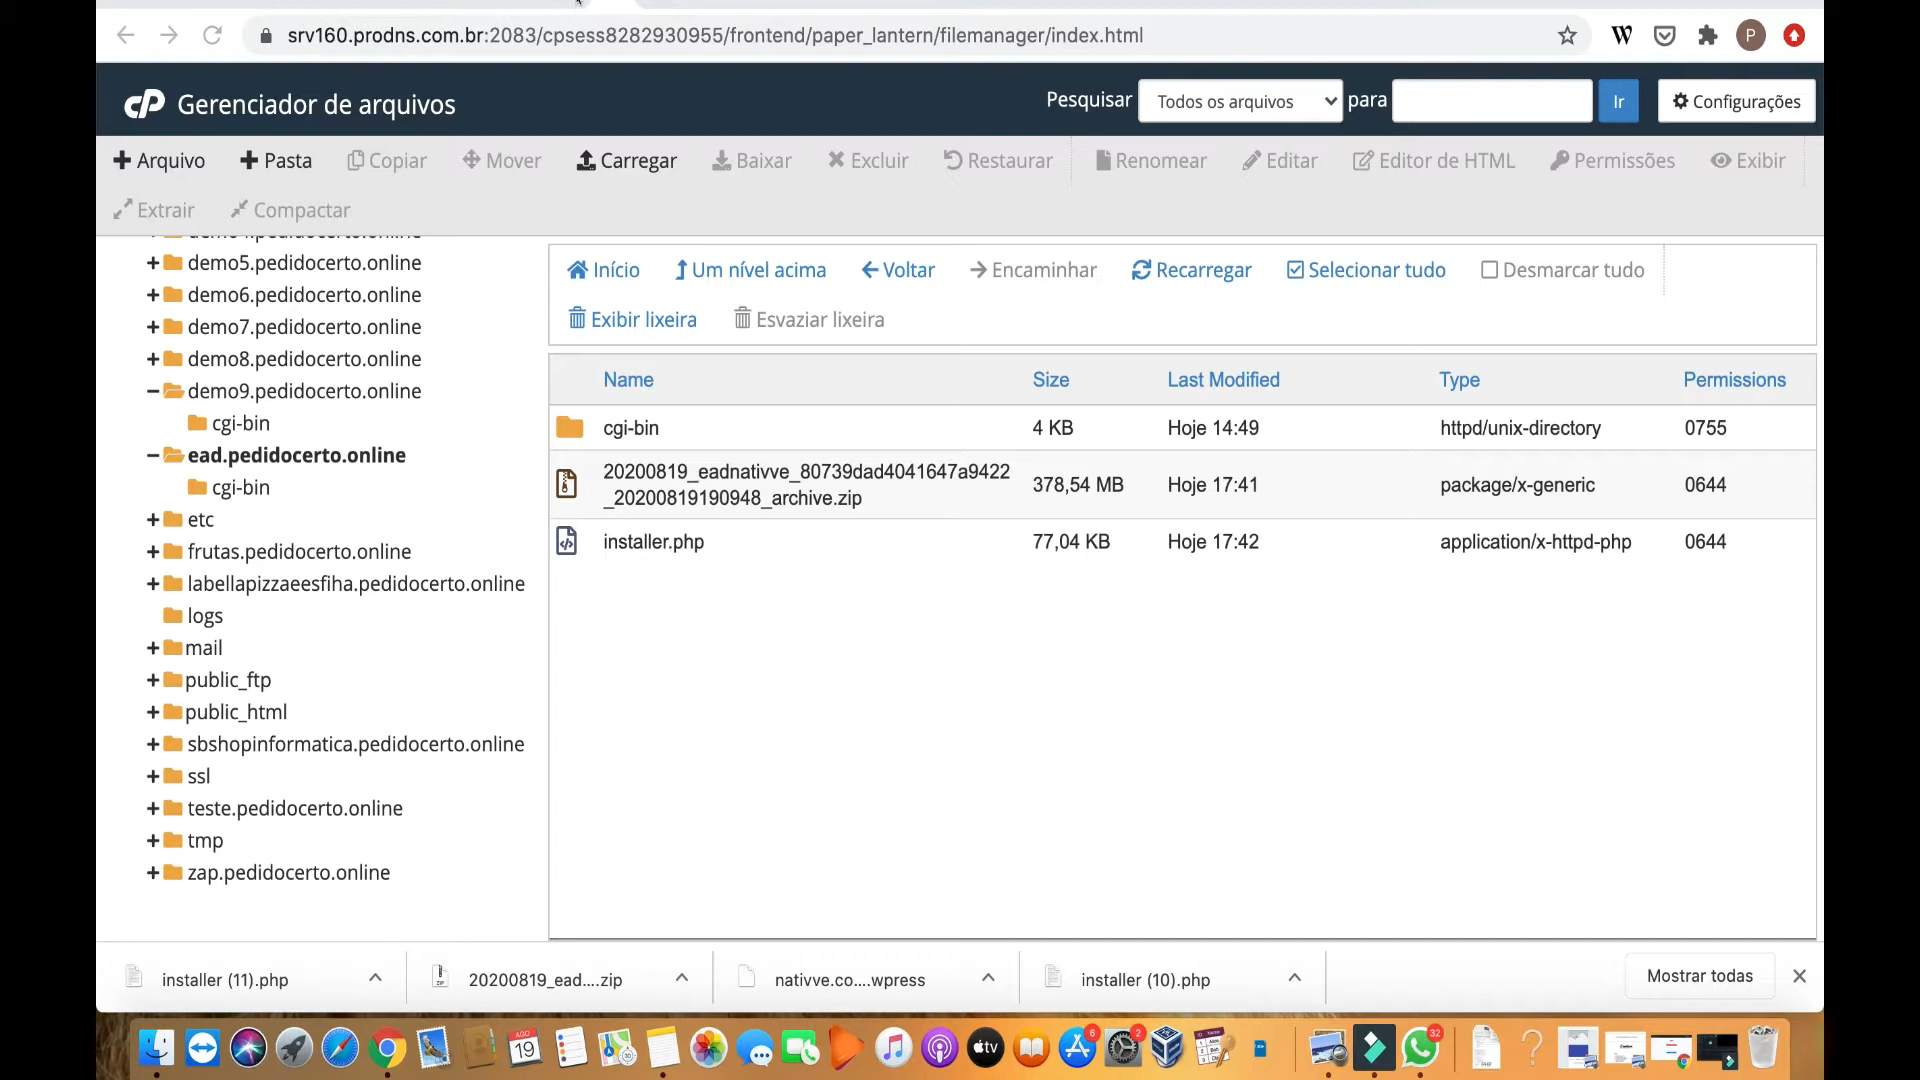 srv160.prodns.com.br:2083/cpsess8282930955/frontend/paper_lantern/filemanager/index.html
W
P
cP Gerenciador de arquivos
Pesquisar Todos os arquivos para Ir Configurações
Arquivo Pasta Copiar Mover Carregar Baixar Excluir Restaurar Renomear Editar Editor de HTML Permissões Exibir
Extrair Compactar
demo5.pedidocerto.online
demo6.pedidocerto.online
demo7.pedidocerto.online
demo8.pedidocerto.online
demo9.pedidocerto.online
cgi-bin
ead.pedidocerto.online
cgi-bin
etc
frutas.pedidocerto.online
labellapizzaeesfiha.pedidocerto.online
logs
mail
public_ftp
public_html
sbshopinformatica.pedidocerto.online
ssl
teste.pedidocerto.online
tmp
zap.pedidocerto.online
Início Um nível acima Voltar Encaminhar Recarregar Selecionar tudo Desmarcar tudo
Exibir lixeira Esvaziar lixeira
Name Size Last Modified Type Permissions
cgi-bin 4 KB Hoje 14:49 httpd/unix-directory 0755
20200819_eadnativve_80739dad4041647a9422
_20200819190948_archive.zip 378,54 MB Hoje 17:41 package/x-generic 0644
installer.php 77,04 KB Hoje 17:42 application/x-httpd-php 0644
installer (11).php
20200819_ead....zip
nativve.co....wpress
installer (10).php
Mostrar todas
AGO
19
tv
6
2
32